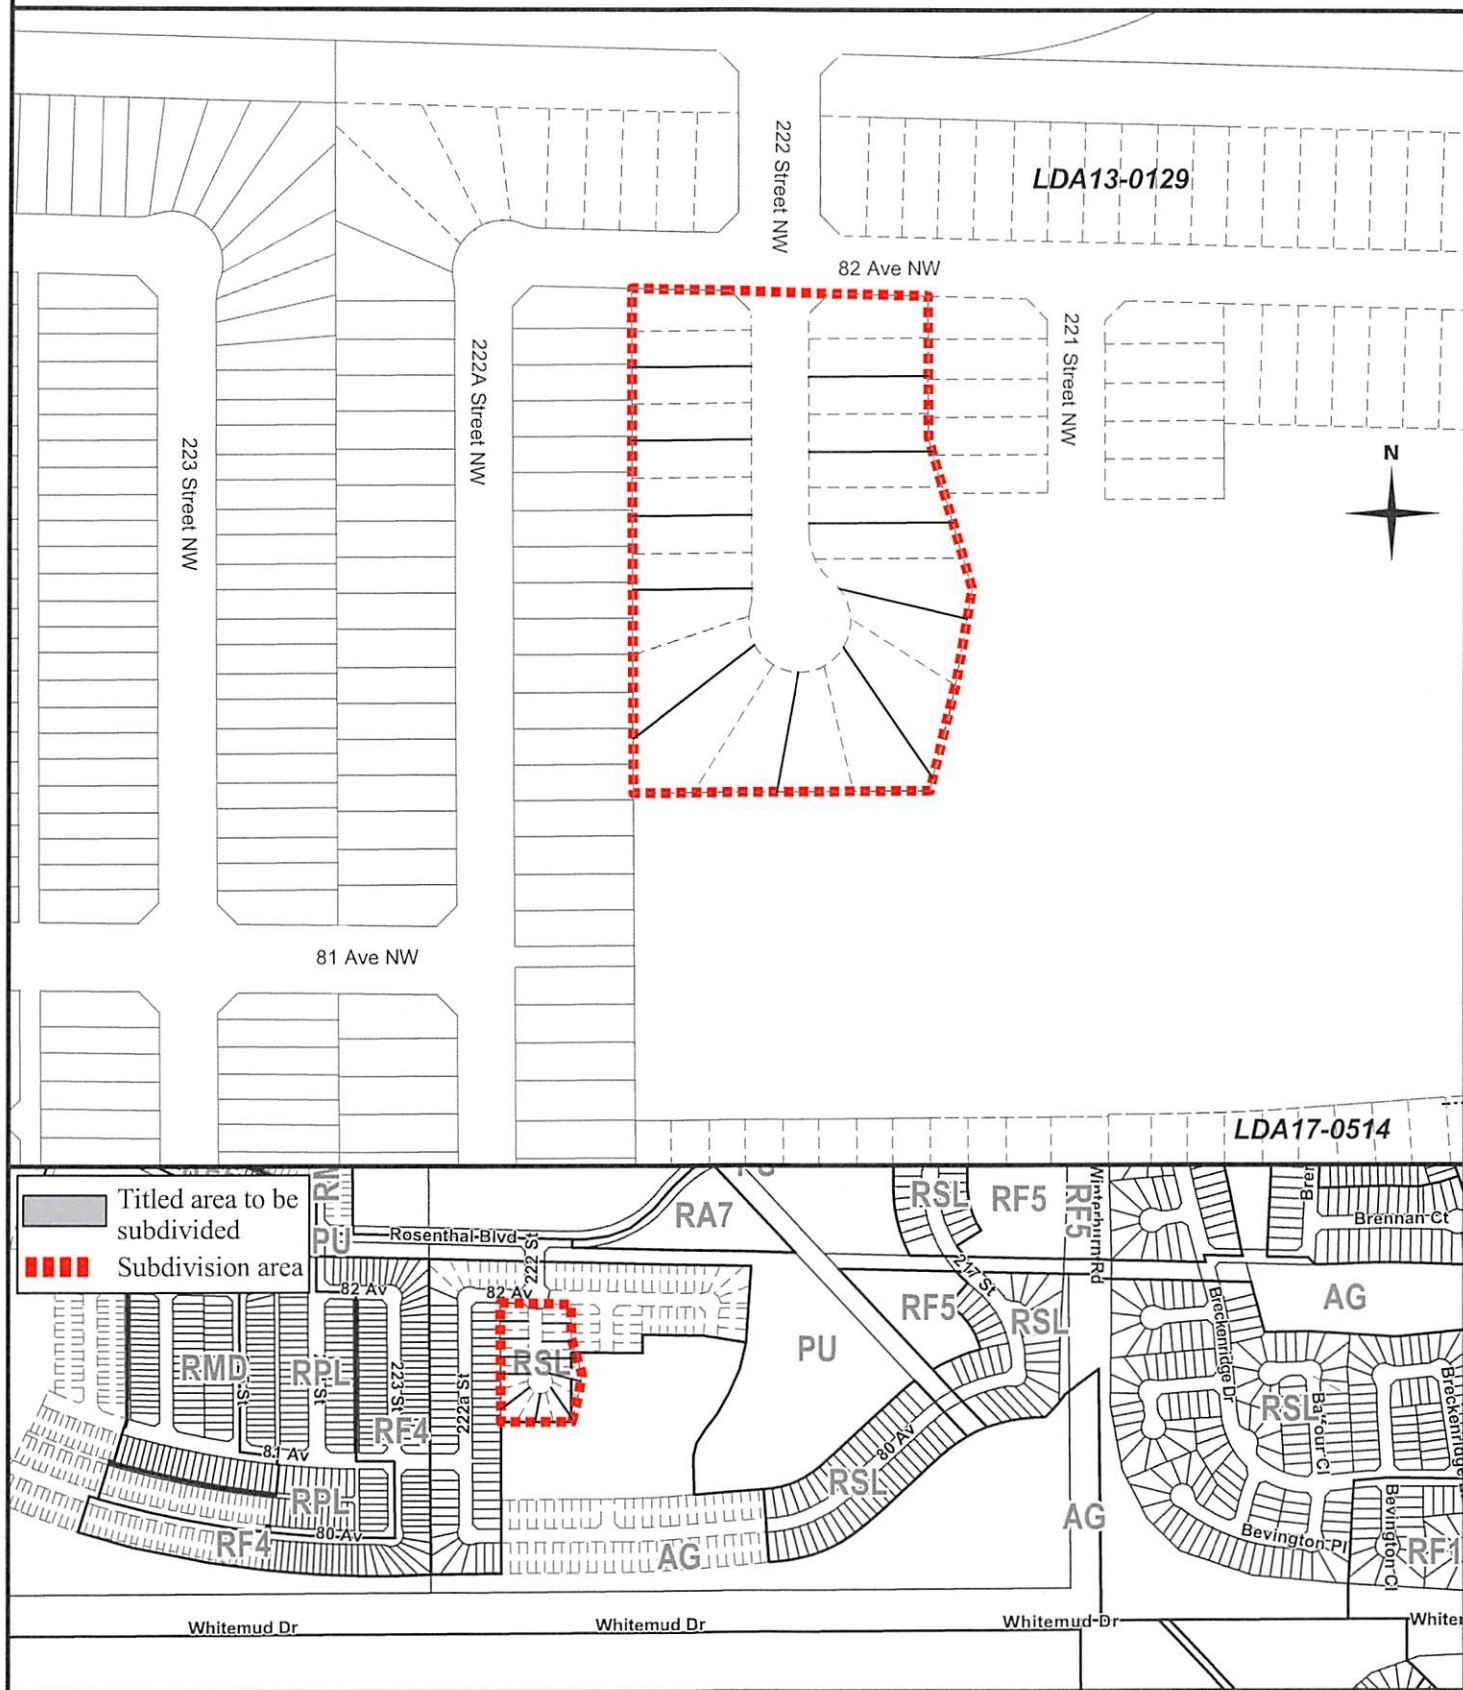 222 Street NW
LDA13-0129
82 Ave NW
221 Street NW
222A Street NW
223 Street NW
N
81 Ave NW
LDA17-0514
Titled area to be
subdivided
Subdivision area
PU
Rosenthal Blvd
222 St
RA7
RSL
RF5
RF5
Winterburn Rd
Brennan Ct
82 Av
82 Av
217 St
RF5
RSL
AG
PU
RMD
St
RPL
St
223 St
RF4
222a St
RSL
Breckenridge Dr
RSL
Balfour Cl
Breckenridge
81 Av
RPL
80 Av
RF4
80 Av
RSL
AG
AG
Bevington Pl
Bevington Cl
RF1
Whitemud Dr
Whitemud Dr
Whitemud Dr